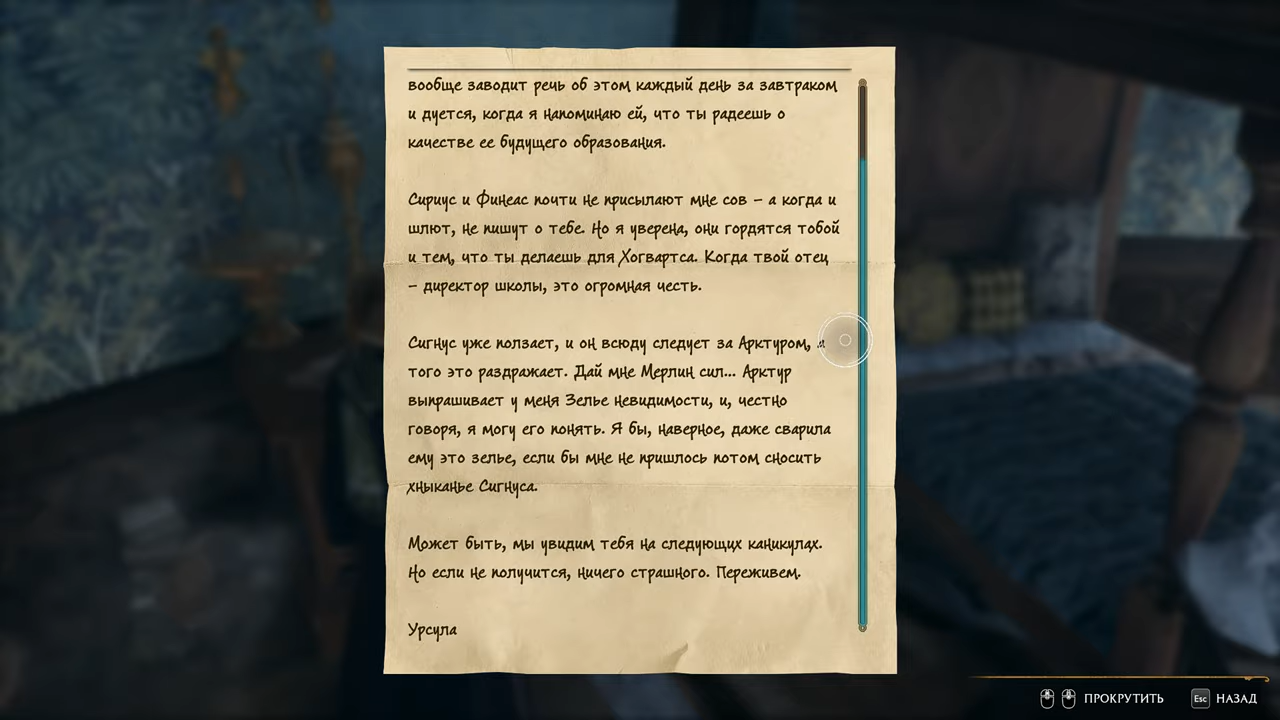 вообще заводит речь об этом каждый день за завтраком
и дуется, когда я напоминаю ей, что ты радеешь о
качестве ее будущего образования.
Сириус и Финеас почти не присылают мне сов – а когда и
шлют, не пишут о тебе. Но я уверена, они гордятся тобой
и тем, что ты делаешь для Хогвартса. Когда твой отец
– директор школы, это огромная честь.
Сигнус уже ползает, и он всюду следует за Арктуром, а
того это раздражает. Дай мне Мерлин сил... Арктур
выпрашивает у меня Зелье невидимости, и, честно
говоря, я могу его понять. Я бы, наверное, даже сварила
ему это зелье, если бы мне не пришлось потом сносить
хныканье Сигнуса.
Может быть, мы увидим тебя на следующих каникулах.
Но если не получится, ничего страшного. Переживем.
Урсула
ПРОКРУТИТЬ
Esc НАЗАД